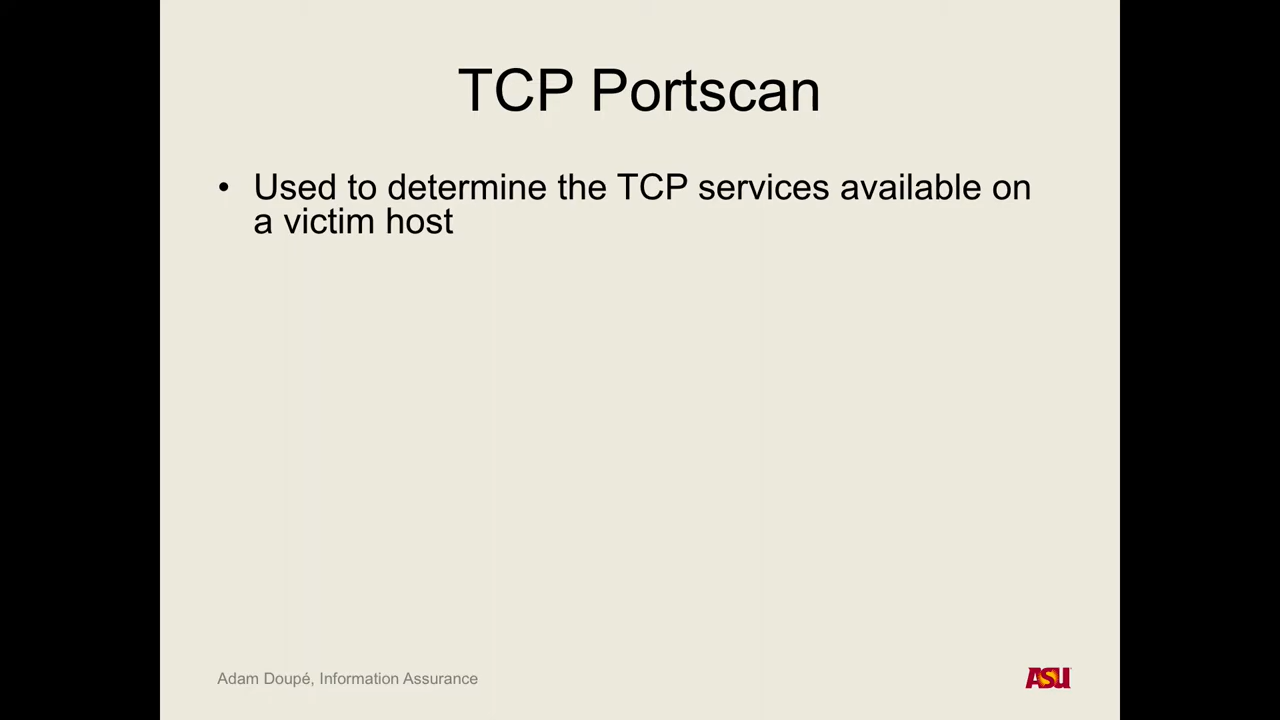 TCP Portscan
• Used to determine the TCP services available on
a victim host
Adam Doupé, Information Assurance
ASU